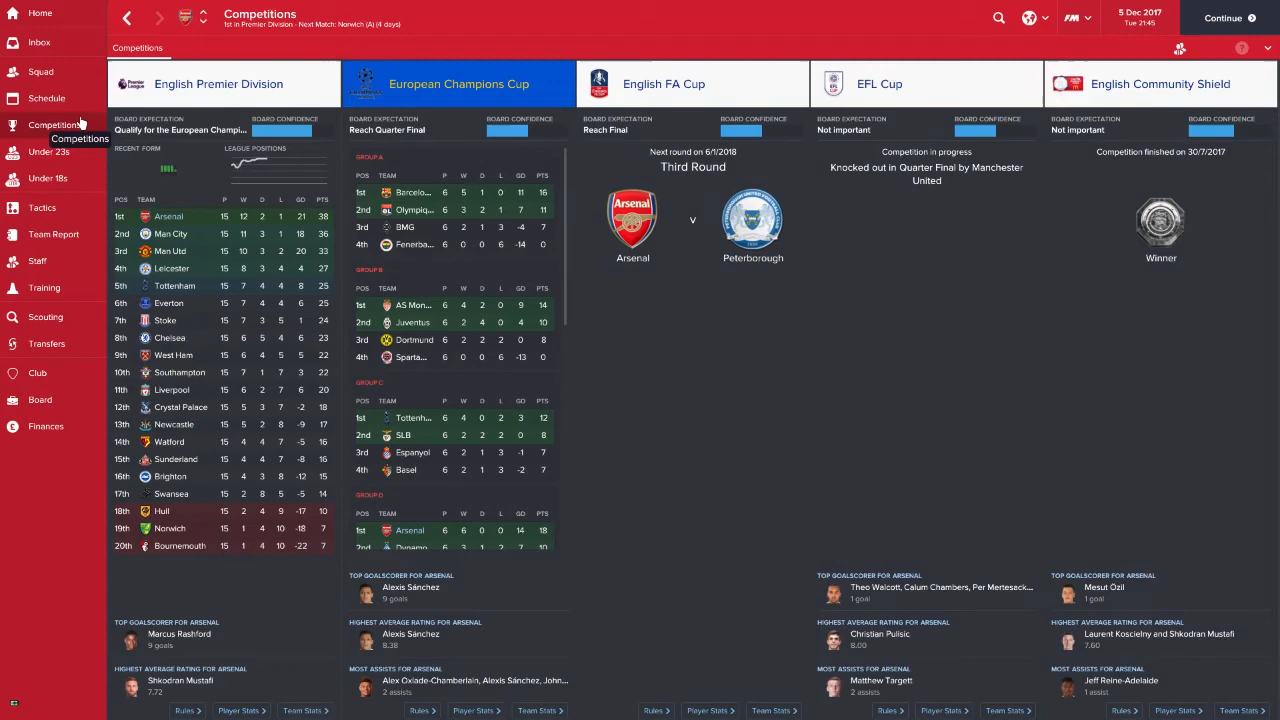 Home
Inbox
Squad
Schedule
Competitions
Competitions
Under 23s
Under 18s
Tactics
Team Report
Staff
Training
Scouting
Transfers
Club
Board
Finances
Competitions
1st in Premier Division - Next Match: Norwich (A) (4 days)
FM
5 Dec 2017
Tue 21:45
Continue
Competitions
English Premier Division
BOARD EXPECTATION BOARD CONFIDENCE
Qualify for the European Champi...
RECENT FORM LEAGUE POSITIONS
POS TEAM P W D L GD PTS
1st Arsenal 15 12 2 1 21 38
2nd Man City 15 11 3 1 18 36
3rd Man Utd 15 10 3 2 20 33
4th Leicester 15 8 3 4 4 27
5th Tottenham 15 7 4 4 8 25
6th Everton 15 7 4 4 6 25
7th Stoke 15 7 3 5 1 24
8th Chelsea 15 6 5 4 6 23
9th West Ham 15 6 4 5 5 22
10th Southampton 15 7 1 7 3 22
11th Liverpool 15 6 2 7 6 20
12th Crystal Palace 15 5 3 7 -2 18
13th Newcastle 15 5 2 8 -9 17
14th Watford 15 4 4 7 -5 16
15th Sunderland 15 4 4 7 -8 16
16th Brighton 15 4 3 8 -12 15
17th Swansea 15 2 8 5 -5 14
18th Hull 15 2 4 9 -17 10
19th Norwich 15 1 4 10 -18 7
20th Bournemouth 15 1 4 10 -22 7
TOP GOALSCORER FOR ARSENAL
Marcus Rashford
9 goals
HIGHEST AVERAGE RATING FOR ARSENAL
Shkodran Mustafi
7.72
Rules Player Stats Team Stats
European Champions Cup
BOARD EXPECTATION BOARD CONFIDENCE
Reach Quarter Final
GROUP A
POS TEAM P W D L GD PTS
1st Barcelo... 6 5 1 0 11 16
2nd Olympiq... 6 3 2 1 7 11
3rd BMG 6 2 1 3 -4 7
4th Fenerba... 6 0 0 6 -14 0
GROUP B
POS TEAM P W D L GD PTS
1st AS Mon... 6 4 2 0 9 14
2nd Juventus 6 2 4 0 4 10
3rd Dortmund 6 2 2 2 0 8
4th Sparta... 6 0 0 6 -13 0
GROUP C
POS TEAM P W D L GD PTS
1st Tottenh... 6 4 0 2 3 12
2nd SLB 6 2 2 2 0 8
3rd Espanyol 6 2 1 3 -1 7
4th Basel 6 2 1 3 -2 7
GROUP D
POS TEAM P W D L GD PTS
1st Arsenal 6 6 0 0 14 18
2nd Dynamo 6 3 1 2 7 10
TOP GOALSCORER FOR ARSENAL
Alexis Sánchez
9 goals
HIGHEST AVERAGE RATING FOR ARSENAL
Alexis Sánchez
8.38
MOST ASSISTS FOR ARSENAL
Alex Oxlade-Chamberlain, Alexis Sánchez, John...
2 assists
Rules Player Stats Team Stats
English FA Cup
BOARD EXPECTATION BOARD CONFIDENCE
Reach Final
Next round on 6/1/2018
Third Round
v
Arsenal Peterborough
Rules Player Stats Team Stats
EFL Cup
BOARD EXPECTATION BOARD CONFIDENCE
Not important
Competition in progress
Knocked out in Quarter Final by Manchester
United
TOP GOALSCORER FOR ARSENAL
Theo Walcott, Calum Chambers, Per Mertesack...
1 goal
HIGHEST AVERAGE RATING FOR ARSENAL
Christian Pulisic
8.00
MOST ASSISTS FOR ARSENAL
Matthew Targett
2 assists
Rules Player Stats Team Stats
English Community Shield
BOARD EXPECTATION BOARD CONFIDENCE
Not important
Competition finished on 30/7/2017
Winner
TOP GOALSCORER FOR ARSENAL
Mesut Özil
1 goal
HIGHEST AVERAGE RATING FOR ARSENAL
Laurent Koscielny and Shkodran Mustafi
7.60
MOST ASSISTS FOR ARSENAL
Jeff Reine-Adelaide
1 assist
Rules Player Stats Team Stats